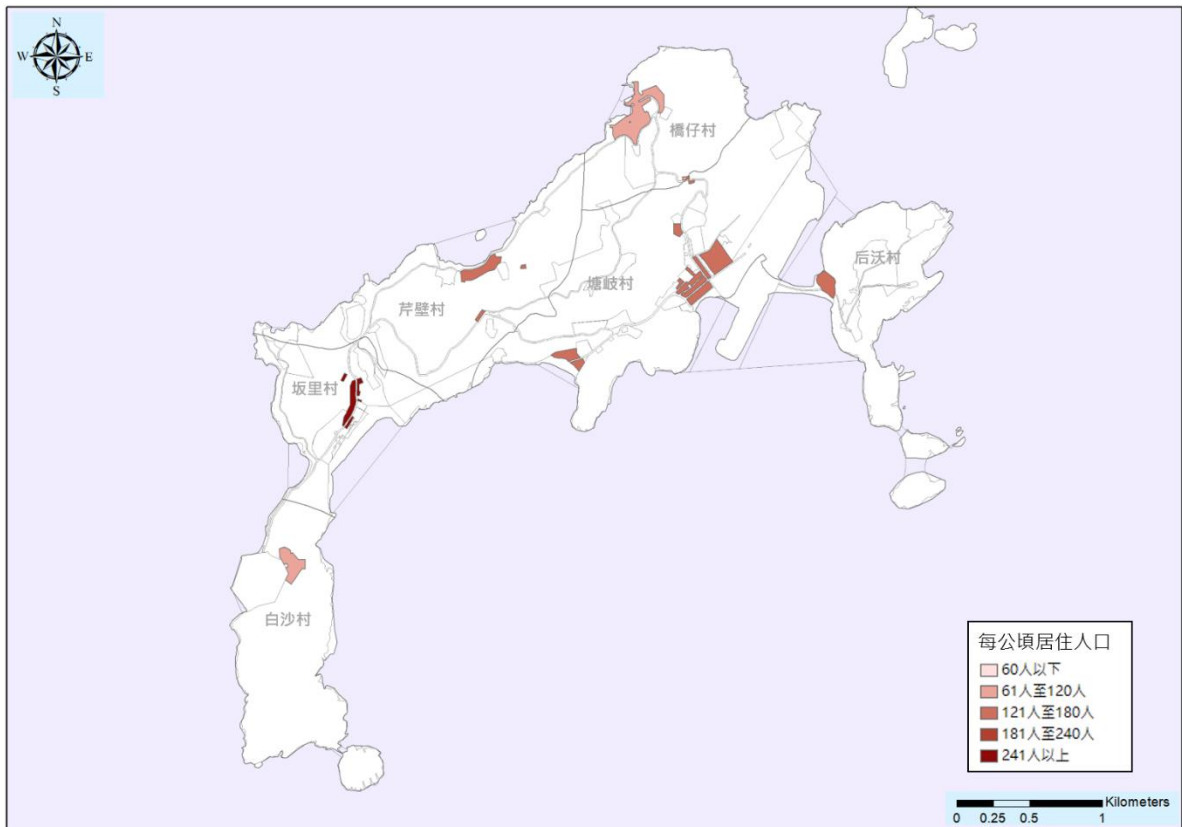 N
W
E
S
橋仔村
后沃村
塘岐村
芹壁村
坂里村
白沙村
每公頃居住人口
60人以下
61人至120人
121人至180人
181人至240人
241人以上
Kilometers
0 0.25 0.5 1